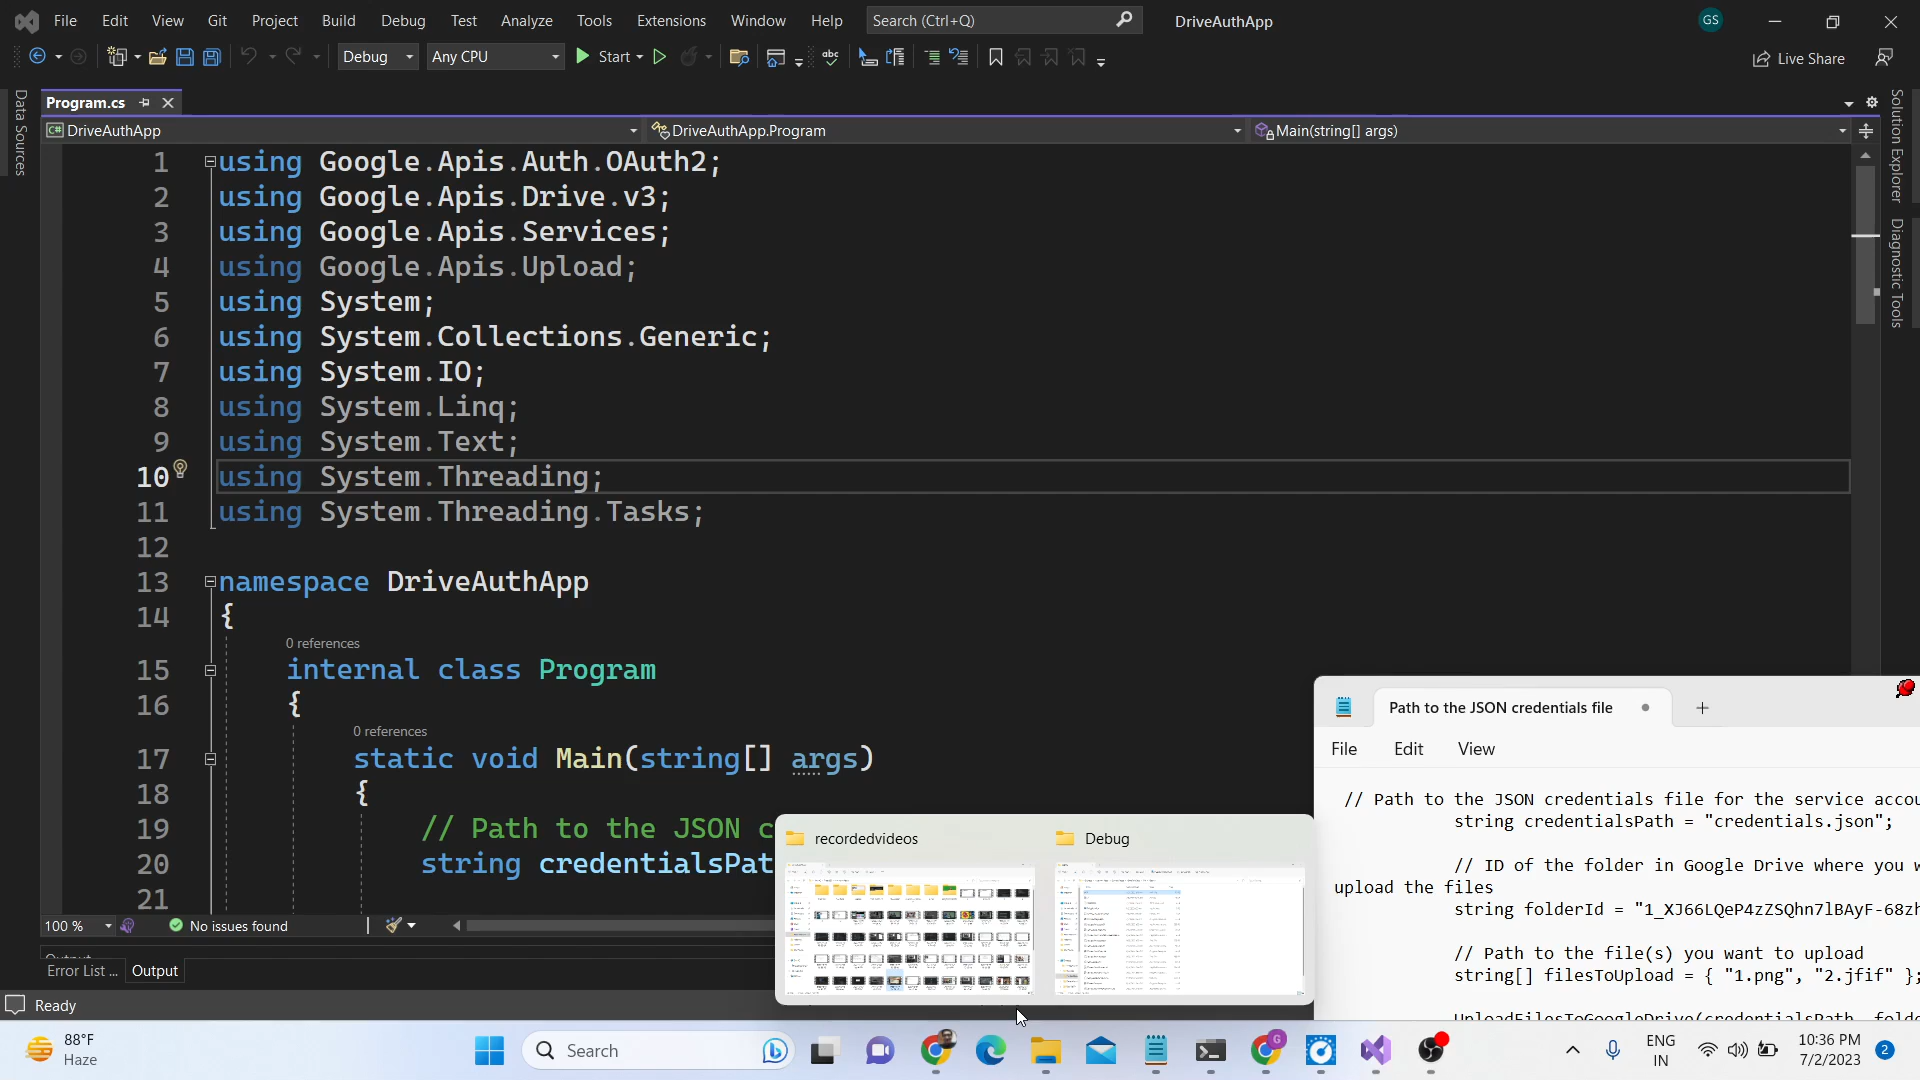 File Edit View Git Project Build Debug Test Analyze Tools Extensions Window Help Search (Ctrl+Q) DriveAuthApp GS
Debug Any CPU Start Live Share
Data Sources
Program.cs
DriveAuthApp DriveAuthApp.Program Main(string[] args)
Solution Explorer
Diagnostic Tools
1 using Google.Apis.Auth.OAuth2;
2 using Google.Apis.Drive.v3;
3 using Google.Apis.Services;
4 using Google.Apis.Upload;
5 using System;
6 using System.Collections.Generic;
7 using System.IO;
8 using System.Linq;
9 using System.Text;
10 using System.Threading;
11 using System.Threading.Tasks;
12
13 namespace DriveAuthApp
14 {
0 references
15 internal class Program
16 {
0 references
17 static void Main(string[] args)
18 {
19 // Path to the JSON c
20 string credentialsPat
21
100 % No issues found
Output
Error List ... Output
Ready
recordedvideos Debug
Path to the JSON credentials file
File Edit View
// Path to the JSON credentials file for the service accou
string credentialsPath = "credentials.json";
// ID of the folder in Google Drive where you w
upload the files
string folderId = "1_XJ66LQeP4zZSQhn7lBAyF-68zh
// Path to the file(s) you want to upload
string[] filesToUpload = { "1.png", "2.jfif" };
UploadFilesToGoogleDrive(credentialsPath, folde
88°F
Haze
Search
ENG
IN
10:36 PM
7/2/2023
2